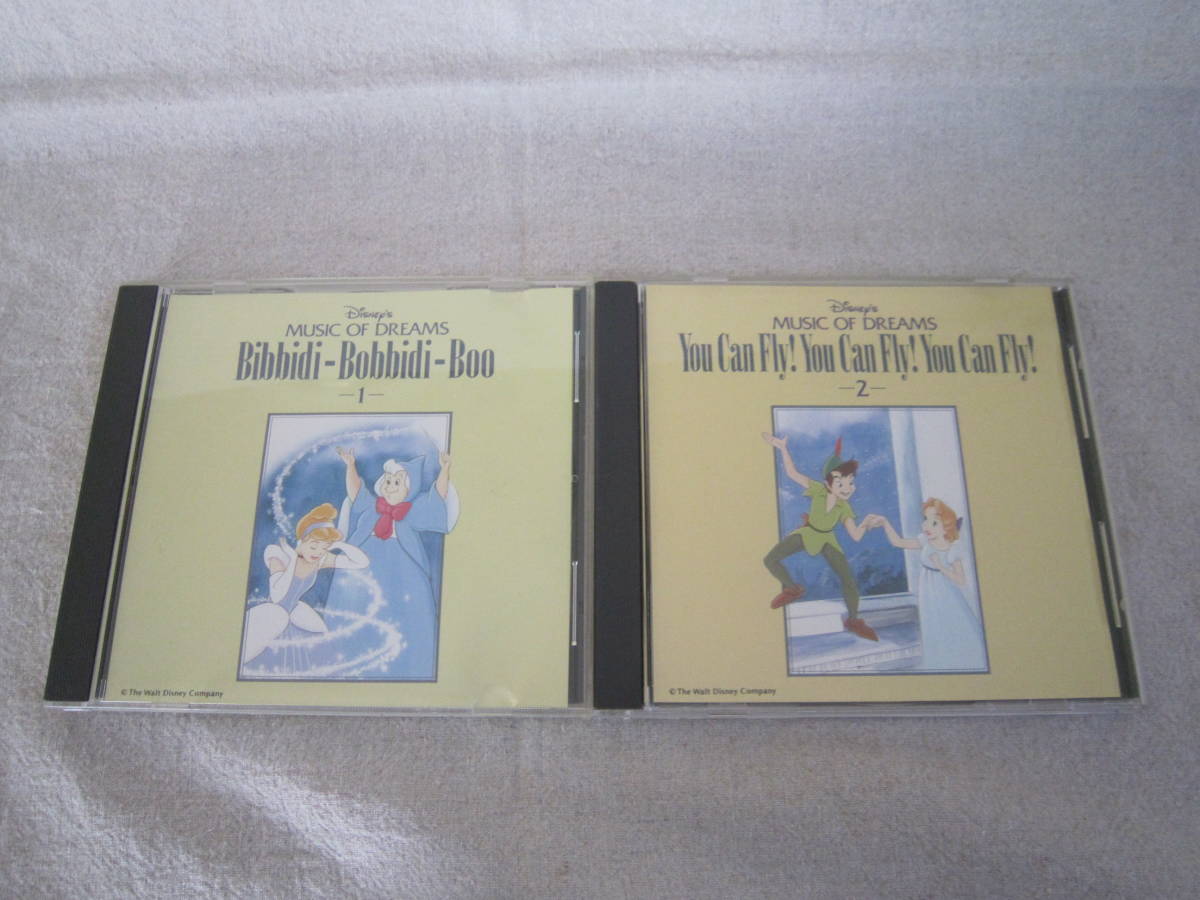 Disney's
MUSIC OF DREAMS
Bibbidi-Bobbidi-Boo
—1—
© The Walt Disney Company
Disney's
MUSIC OF DREAMS
You Can Fly! You Can Fly! You Can Fly!
—2—
© The Walt Disney Company